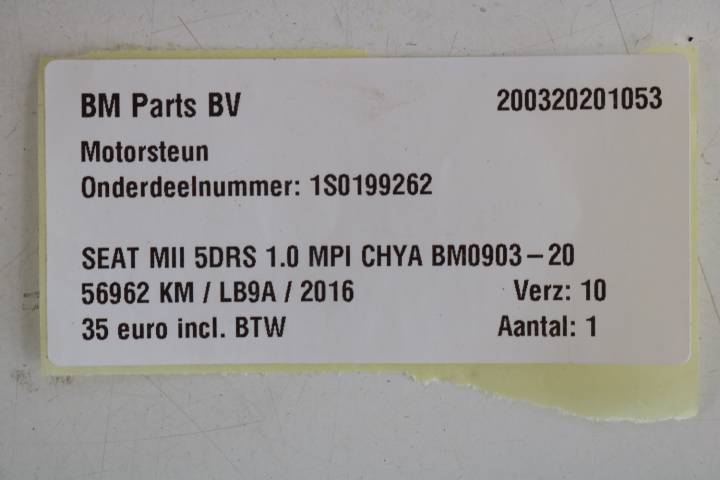 BM Parts BV 200320201053
Motorsteun
Onderdeelnummer: 1S0199262
SEAT MII 5DRS 1.0 MPI CHYA BM0903-20
56962 KM / LB9A / 2016 Verz: 10
35 euro incl. BTW Aantal: 1